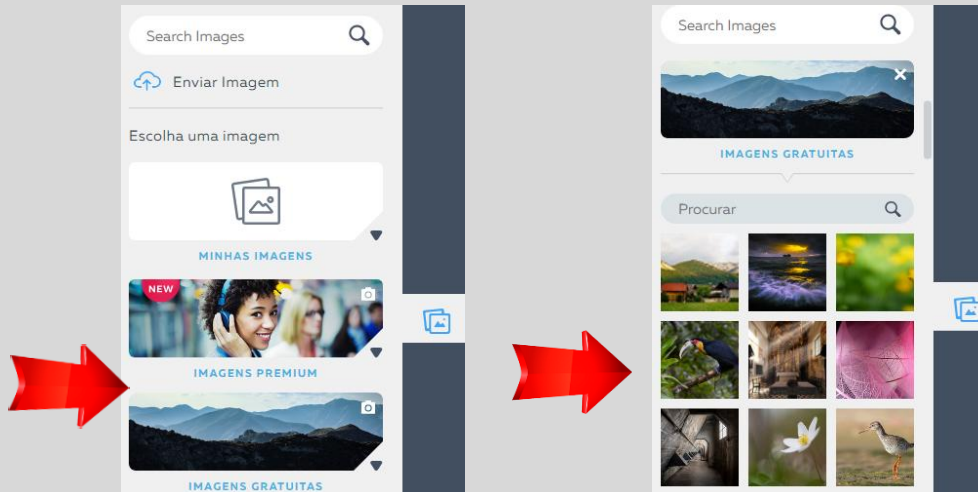 Search Images
Enviar Imagem
Escolha uma imagem
MINHAS IMAGENS
NEW
IMAGENS PREMIUM
IMAGENS GRATUITAS
Search Images
IMAGENS GRATUITAS
Procurar